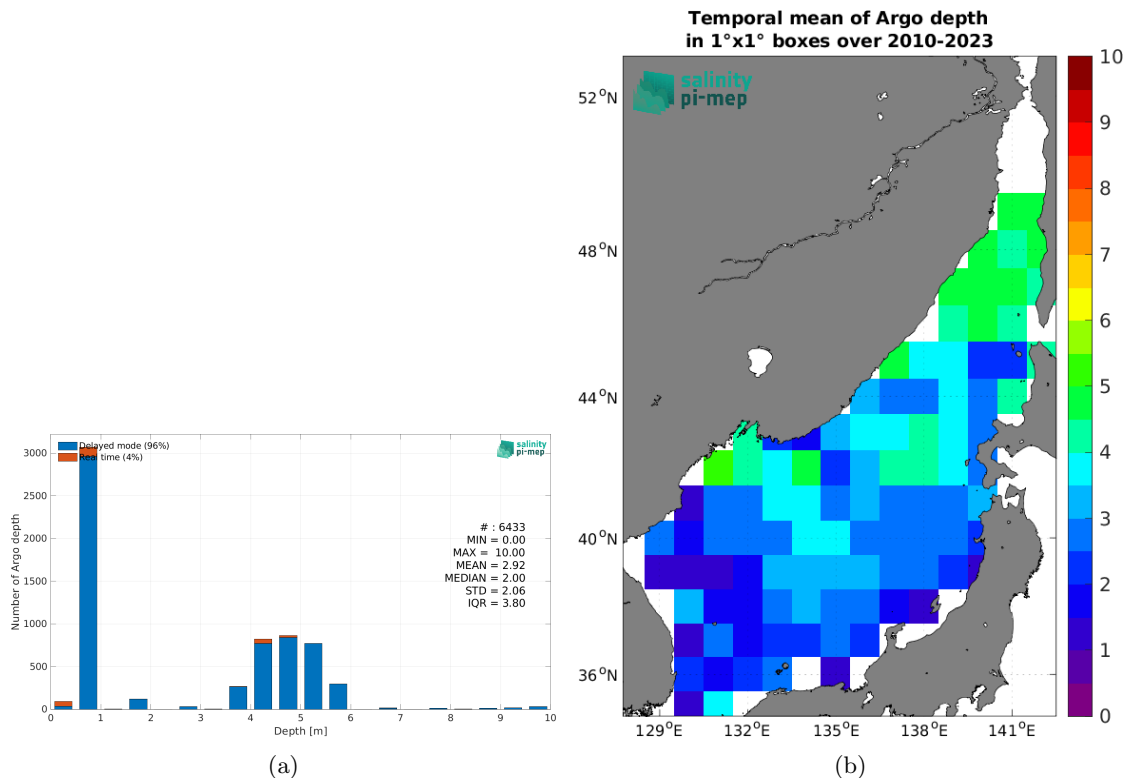 Temporal mean of Argo depth
in 1°x1° boxes over 2010-2023
salinity
pi-mep
52°N
48°N
44°N
40°N
36°N
129°E
132°E
135°E
138°E
141°E
10
9
8
7
6
5
4
3
2
1
0
Delayed mode (96%)
Real time (4%)
salinity
pi-mep
# : 6433
MIN = 0.00
MAX = 10.00
MEAN = 2.92
MEDIAN = 2.00
STD = 2.06
IQR = 3.80
Number of Argo depth
3000
2500
2000
1500
1000
500
0
0 1 2 3 4 5 6 7 8 9 10
Depth [m]
(a)
(b)